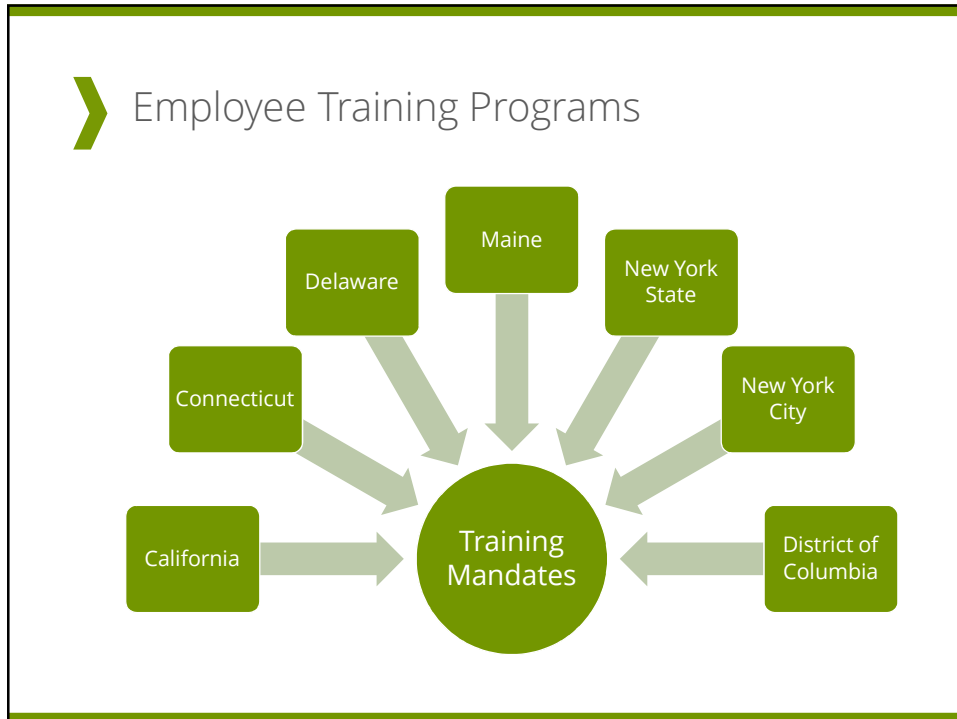 Employee Training Programs
Maine
Delaware
New York
State
Connecticut
New York
City
California
Training
Mandates
District of
Columbia